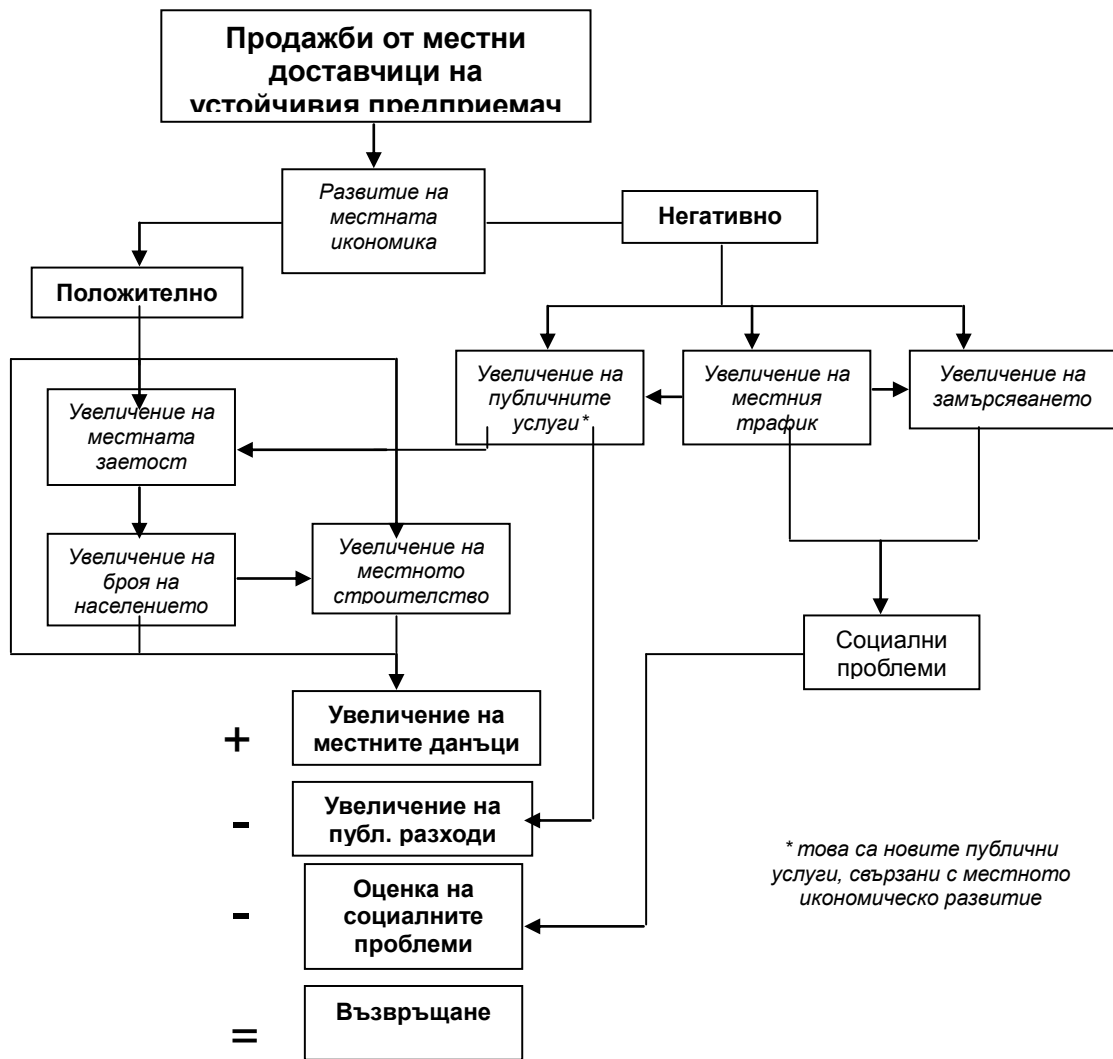 Продажби от местни
доставчици на
устойчивия предприемач
Развитие на
местната
икономика
Негативно
Положително
Увеличение на
публичните
услуги*
Увеличение на
местния
трафик
Увеличение на
замърсяването
Увеличение на
местната
заетост
Увеличение на
броя на
населението
Увеличение на
местното
строителство
Социални
проблеми
+
Увеличение на
местните данъци
-
Увеличение на
публ. разходи
* това са новите публични
услуги, свързани с местното
икономическо развитие
-
Оценка на
социалните
проблеми
=
Възвръщане